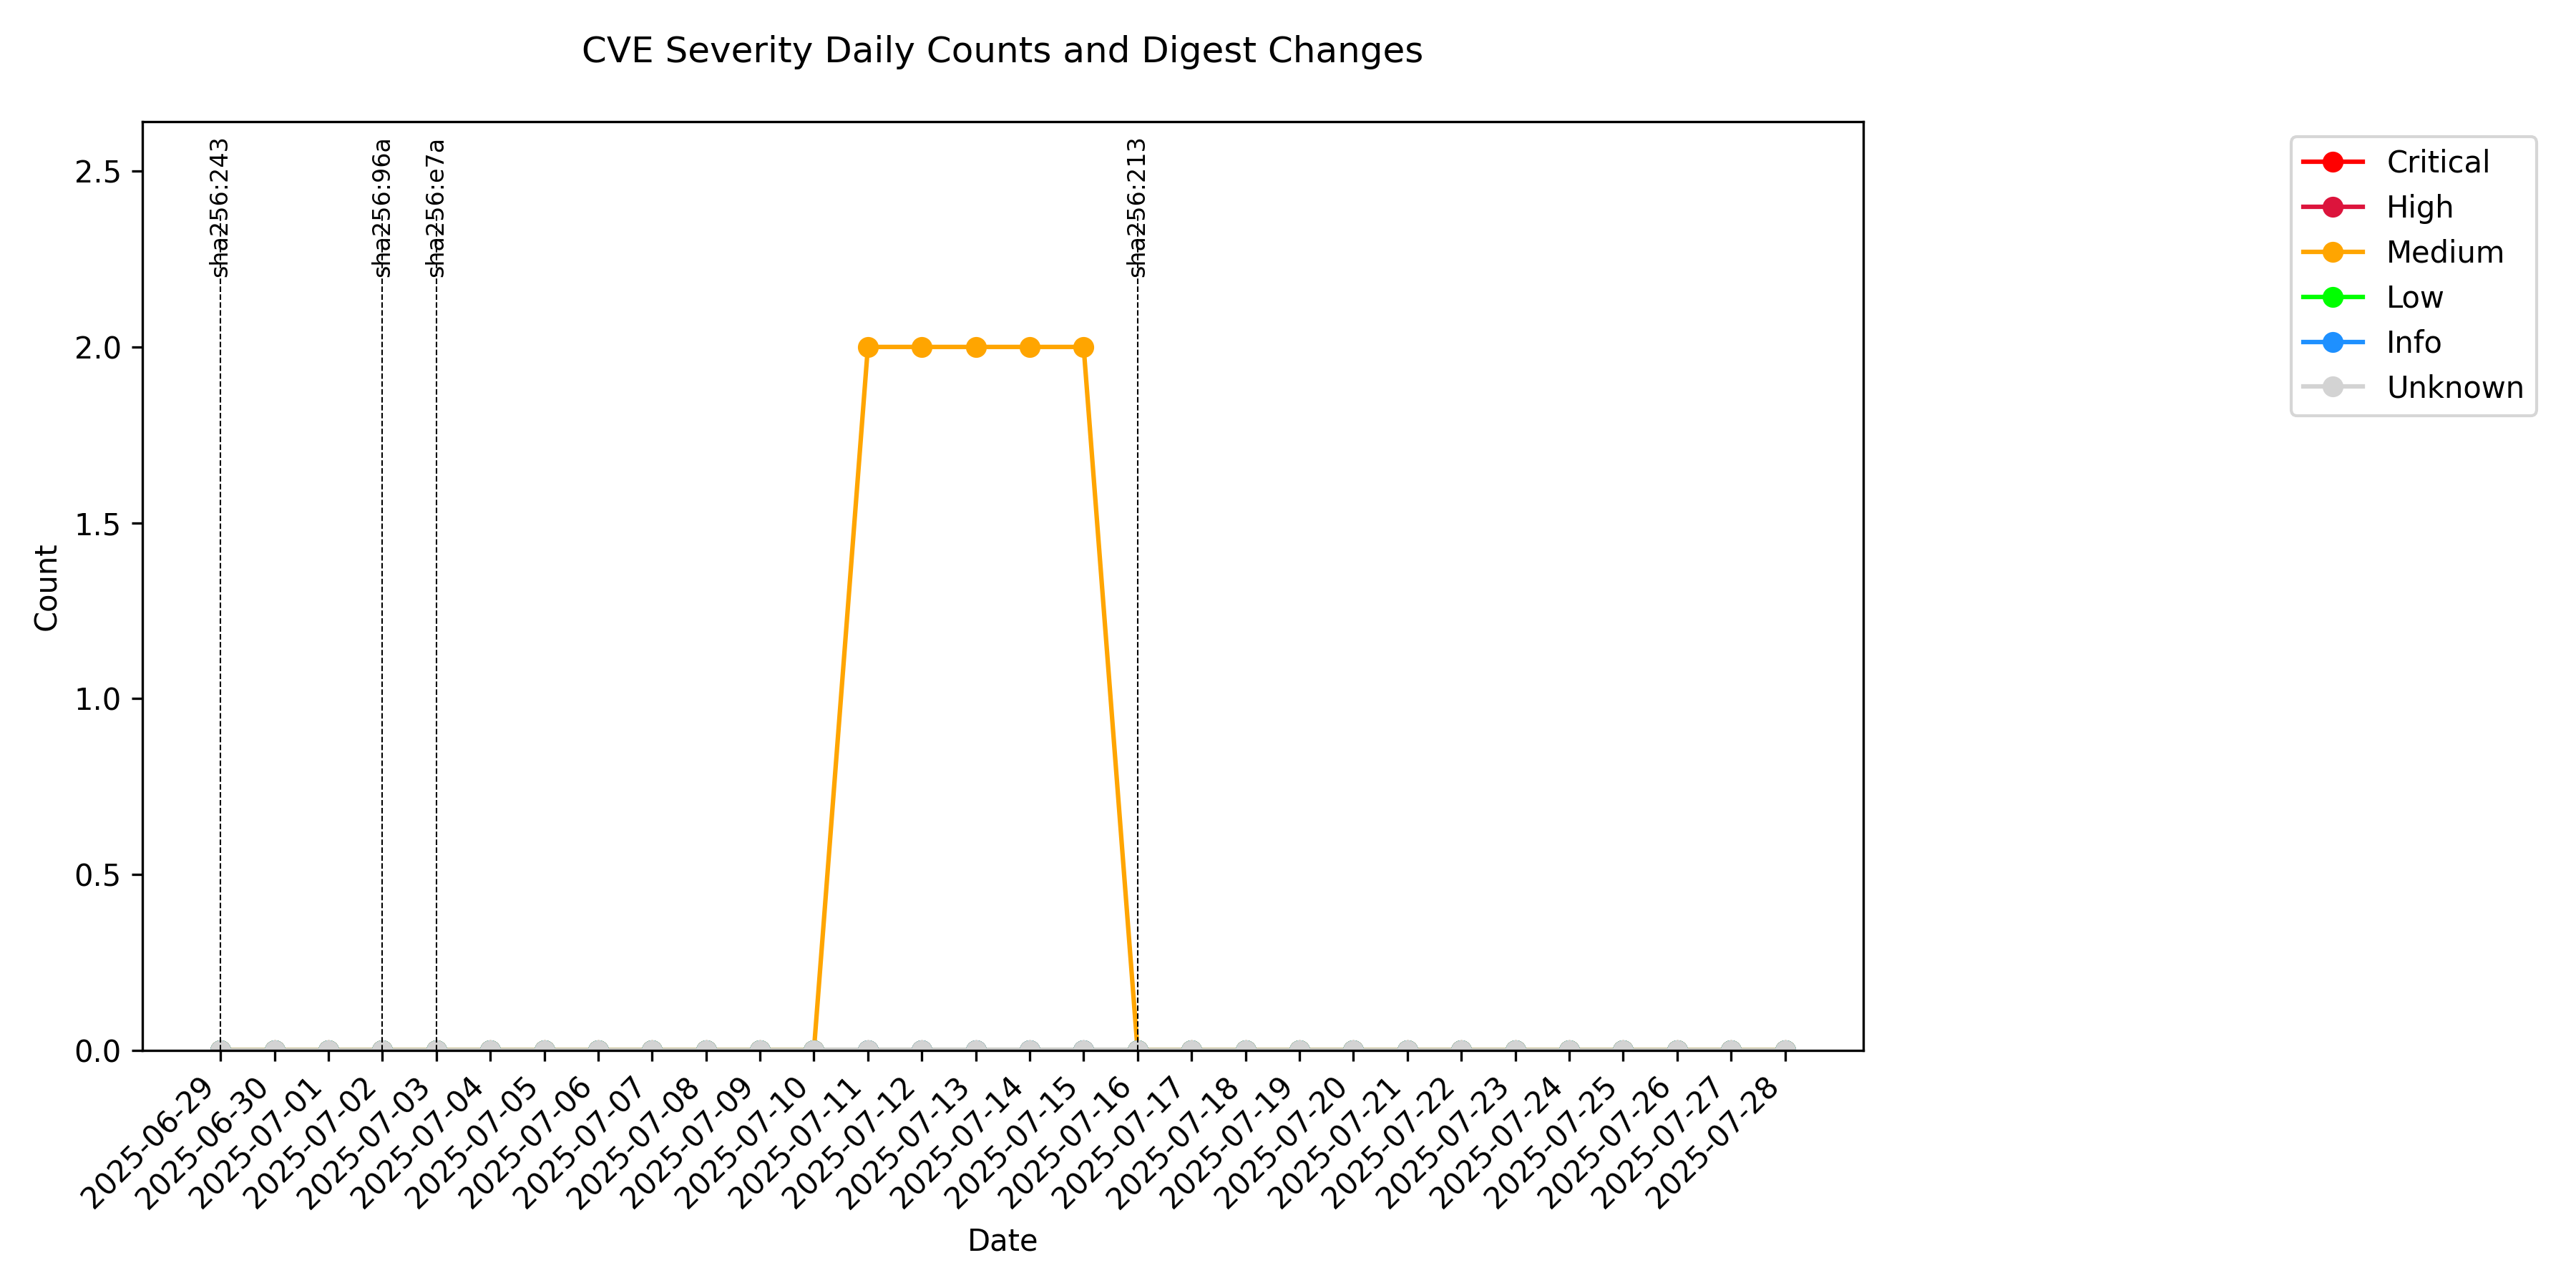 CVE Severity Daily Counts and Digest Changes
sha256:243
sha256:96a
sha256:e7a
sha256:213
Critical
High
Medium
Low
Info
Unknown
2.5
2.0
1.5
1.0
0.5
0.0
Count
2025-06-29
2025-06-30
2025-07-01
2025-07-02
2025-07-03
2025-07-04
2025-07-05
2025-07-06
2025-07-07
2025-07-08
2025-07-09
2025-07-10
2025-07-11
2025-07-12
2025-07-13
2025-07-14
2025-07-15
2025-07-16
2025-07-17
2025-07-18
2025-07-19
2025-07-20
2025-07-21
2025-07-22
2025-07-23
2025-07-24
2025-07-25
2025-07-26
2025-07-27
2025-07-28
Date